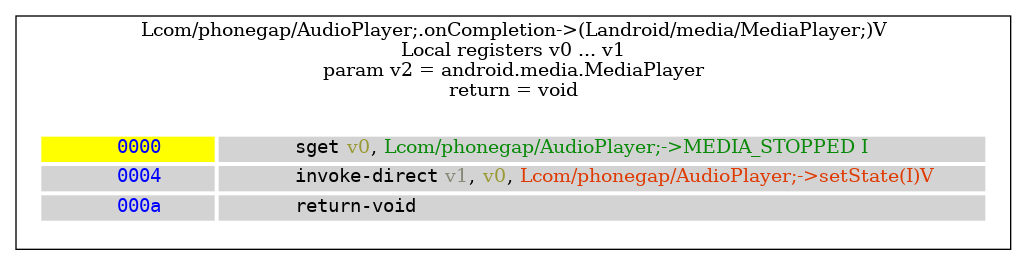 Lcom/phonegap/AudioPlayer;.onCompletion->(Landroid/media/MediaPlayer;)V
Local registers v0 ... v1
param v2 = android.media.MediaPlayer
return = void
0000 sget v0, Lcom/phonegap/AudioPlayer;->MEDIA_STOPPED I
0004 invoke-direct v1, v0, Lcom/phonegap/AudioPlayer;->setState(I)V
000a return-void